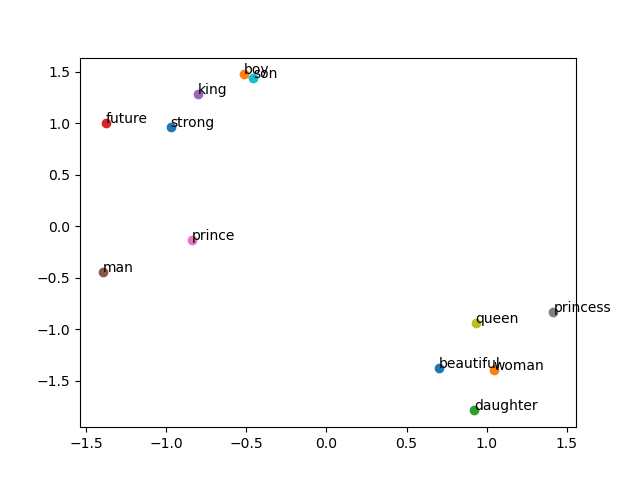 1.5
1.0
0.5
0.0
−0.5
−1.0
−1.5
−1.5
−1.0
−0.5
0.0
0.5
1.0
1.5
boy
son
king
future
strong
prince
man
princess
queen
beautiful
woman
daughter